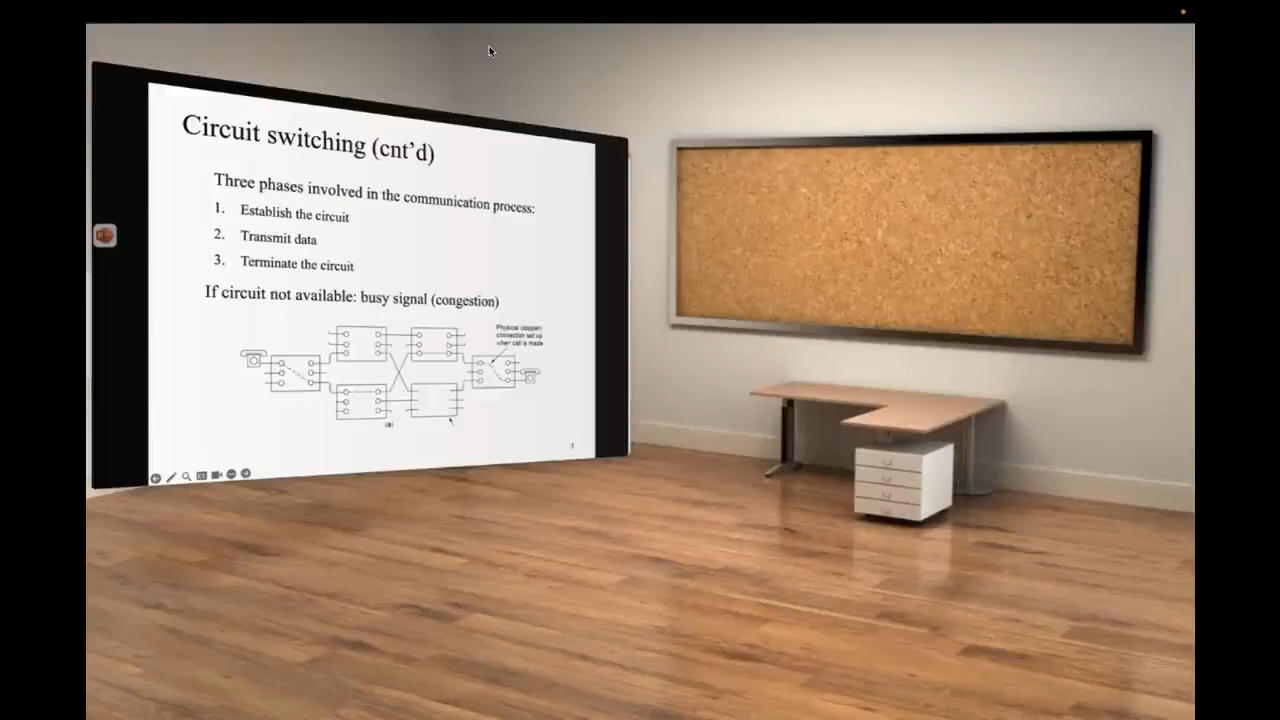 Circuit switching (cnt’d)
Three phases involved in the communication process:
1. Establish the circuit
2. Transmit data
3. Terminate the circuit
If circuit not available: busy signal (congestion)
Physical (copper)
connection set up
when call is made
(a)